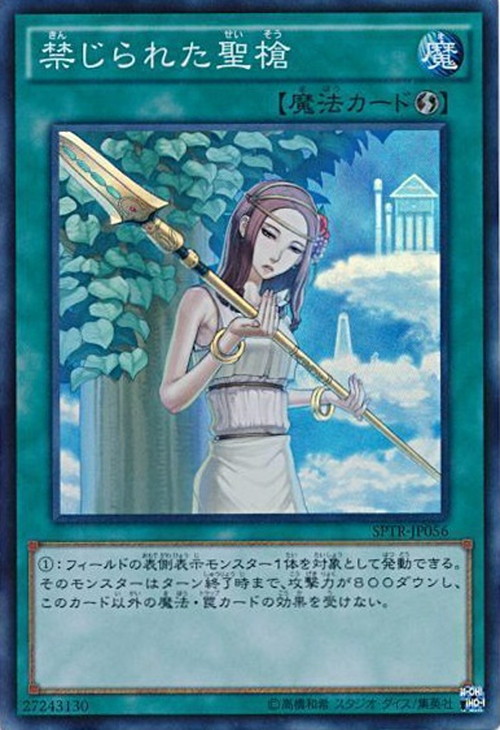 禁じられた聖槍
魔
【魔法カード】
SPTR-JP056
①：フィールドの表側表示モンスター1体を対象として発動できる。
そのモンスターはターン終了時まで、攻撃力が８００ダウンし、
このカード以外の魔法・罠カードの効果を受けない。
27243130
©高橋和希 スタジオ・ダイス/集英社